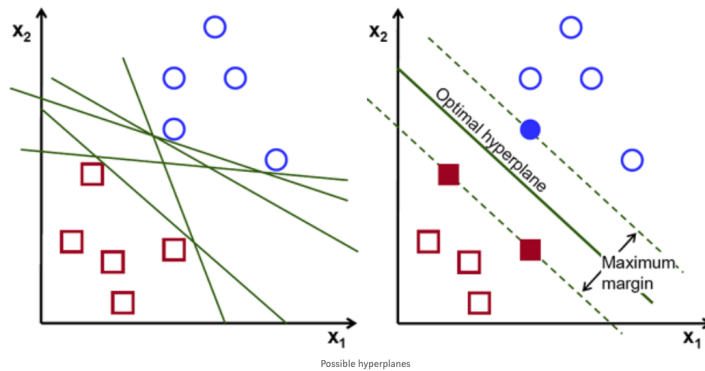 x₂
x₁
x₂
Optimal hyperplane
Maximum
margin
x₁
Possible hyperplanes